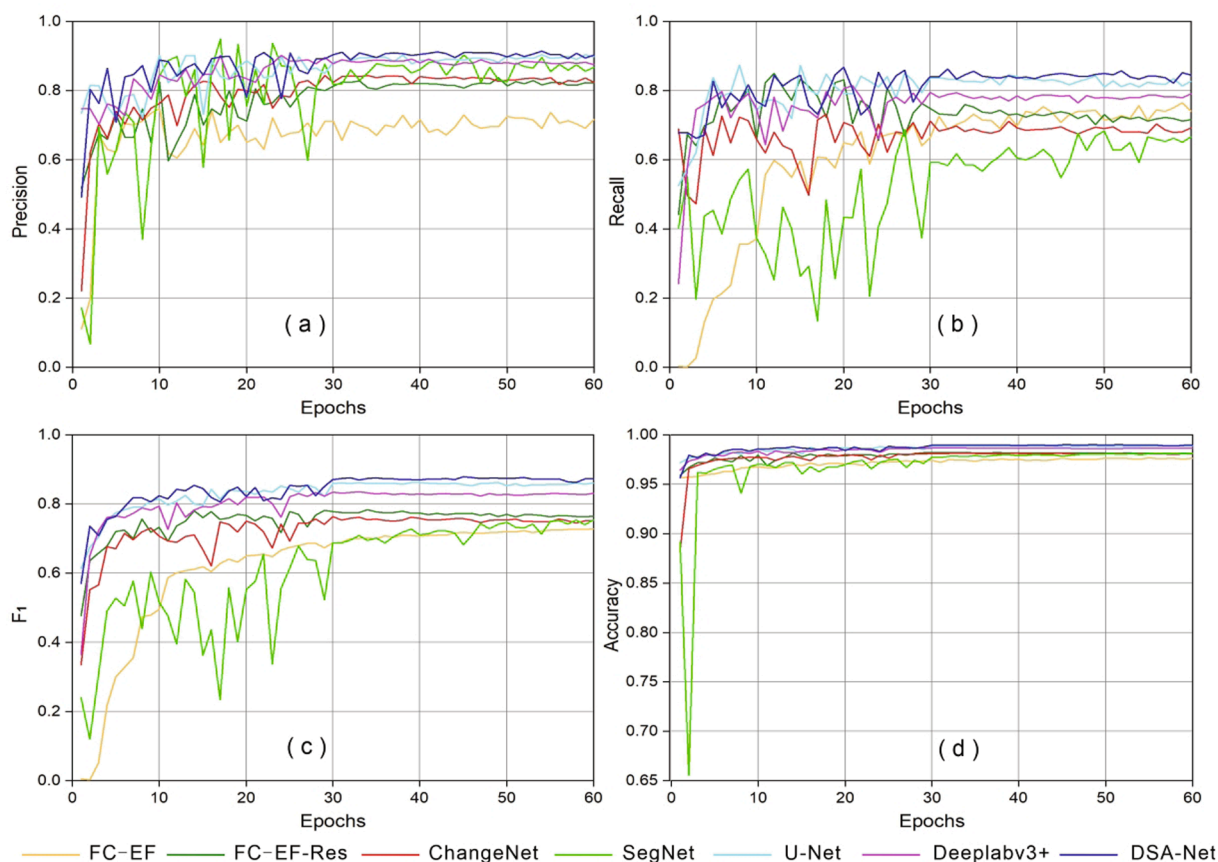 1.0
0.8
0.6
0.4
0.2
0.0
Precision
0 10 20 30 40 50 60
Epochs
( a )
1.0
0.8
0.6
0.4
0.2
0.0
Recall
0 10 20 30 40 50 60
Epochs
( b )
1.0
0.8
0.6
0.4
0.2
0.0
F₁
0 10 20 30 40 50 60
Epochs
( c )
1.00
0.95
0.90
0.85
0.80
0.75
0.70
0.65
Accuracy
0 10 20 30 40 50 60
Epochs
( d )
FC-EF FC-EF-Res ChangeNet SegNet U-Net Deeplabv3+ DSA-Net